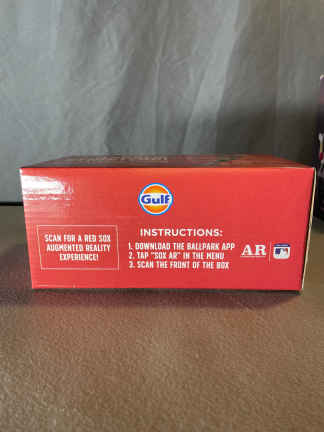 Gulf
SCAN FOR A RED SOX
AUGMENTED REALITY
EXPERIENCE!
INSTRUCTIONS:
1. DOWNLOAD THE BALLPARK APP
2. TAP "SOX AR" IN THE MENU
3. SCAN THE FRONT OF THE BOX
AR